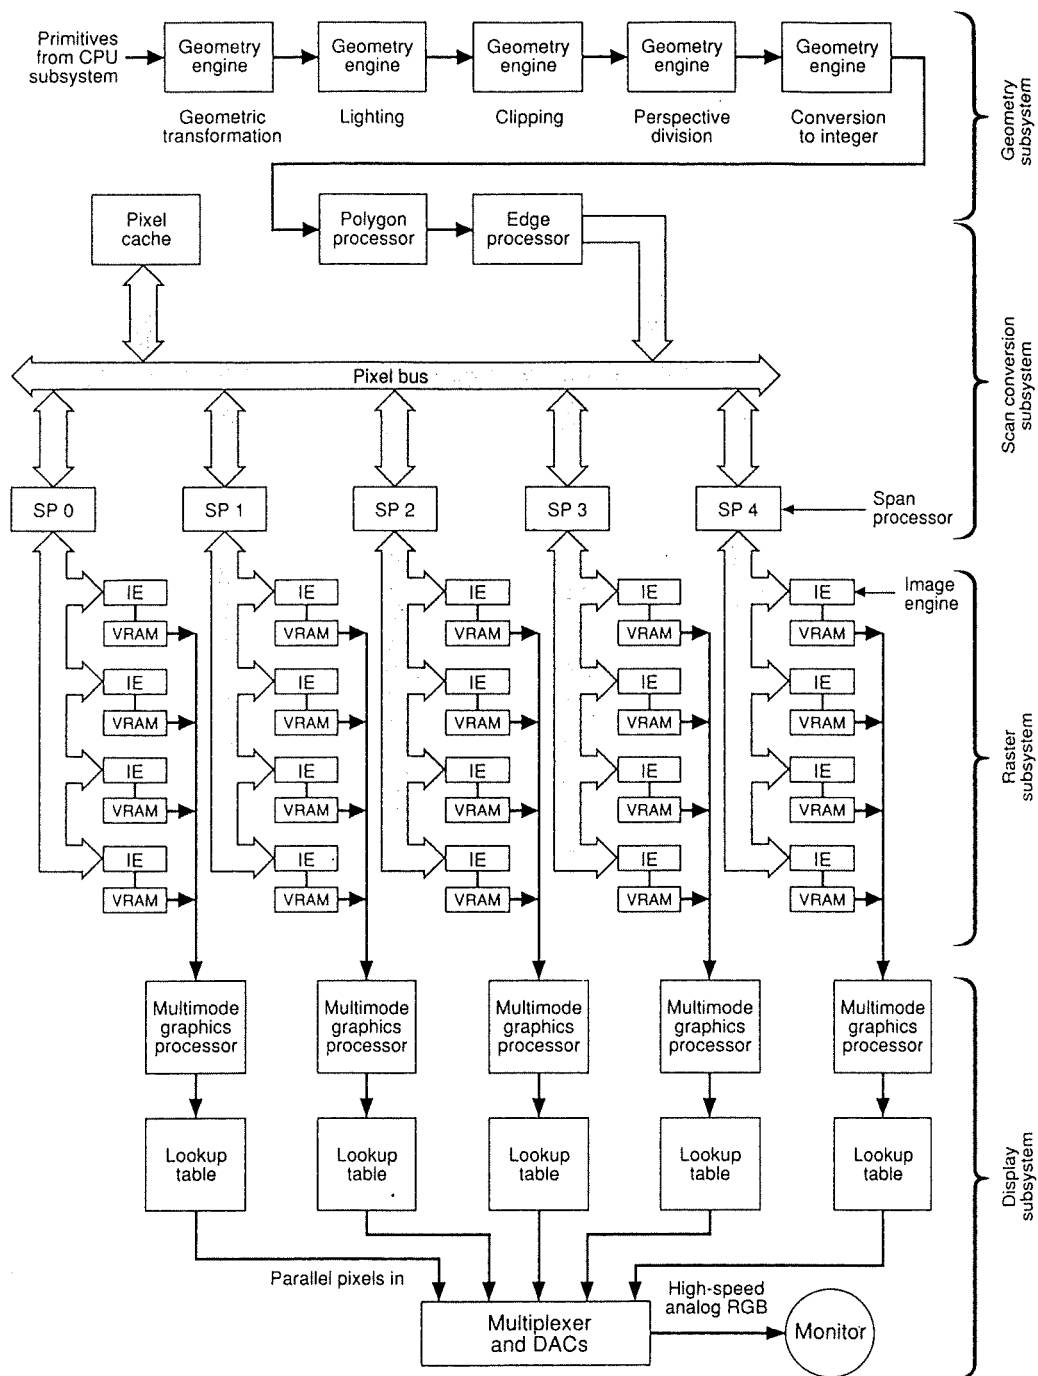 Primitives
from CPU
subsystem
Geometry
engine
Geometry
engine
Geometry
engine
Geometry
engine
Geometry
engine
Geometric
transformation
Lighting
Clipping
Perspective
division
Conversion
to integer
Geometry
subsystem
Pixel
cache
Polygon
processor
Edge
processor
Pixel bus
Scan conversion
subsystem
SP 0
SP 1
SP 2
SP 3
SP 4
Span
processor
IE
IE
IE
IE
IE
Image
engine
VRAM
VRAM
VRAM
VRAM
VRAM
IE
IE
IE
IE
IE
VRAM
VRAM
VRAM
VRAM
VRAM
IE
IE
IE
IE
IE
VRAM
VRAM
VRAM
VRAM
VRAM
IE
IE
IE
IE
IE
VRAM
VRAM
VRAM
VRAM
VRAM
Raster
subsystem
Multimode
graphics
processor
Multimode
graphics
processor
Multimode
graphics
processor
Multimode
graphics
processor
Multimode
graphics
processor
Lookup
table
Lookup
table
Lookup
table
Lookup
table
Lookup
table
Display
subsystem
Parallel pixels in
High-speed
analog RGB
Multiplexer
and DACs
Monitor